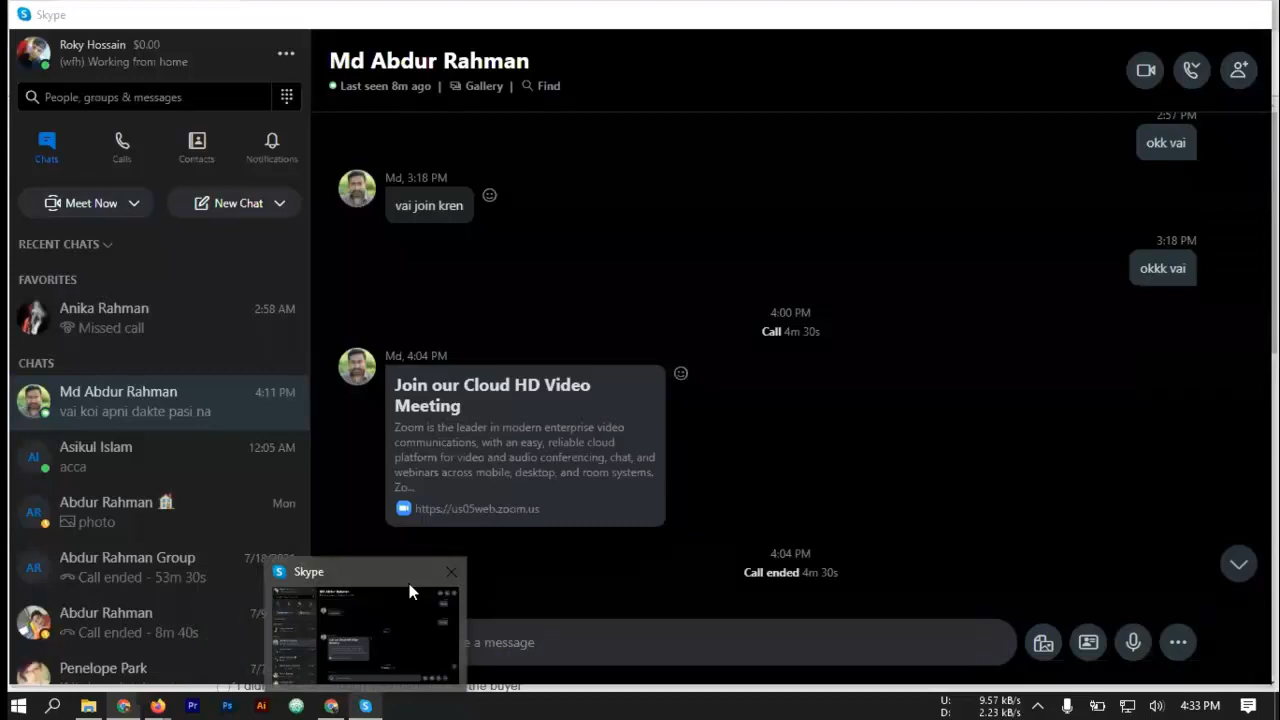 Skype
Roky Hossain $0.00
(wfh) Working from home
People, groups & messages
Chats
Calls
Contacts
Notifications
Meet Now
New Chat
RECENT CHATS
FAVORITES
Anika Rahman 2:58 AM
Missed call
CHATS
Md Abdur Rahman 4:11 PM
vai koi apni dakte pasi na
AI Asikul Islam 12:05 AM
acca
AR Abdur Rahman Mon
photo
AR Abdur Rahman Group
Call ended - 53m 30s
Abdur Rahman
Call ended - 8m 40s
Penelope Park
Md Abdur Rahman
Last seen 8m ago | Gallery | Find
2:57 PM
okk vai
Md, 3:18 PM
vai join kren
3:18 PM
okkk vai
4:00 PM
Call 4m 30s
Md, 4:04 PM
Join our Cloud HD Video
Meeting
Zoom is the leader in modern enterprise video
communications, with an easy, reliable cloud
platform for video and audio conferencing, chat, and
webinars across mobile, desktop, and room systems.
Zo...
https://us05web.zoom.us
4:04 PM
Call ended 4m 30s
Skype
e a message
the buyer
Pr
Ps
Ai
U: 9.57 kB/s
D: 2.23 kB/s
4:33 PM